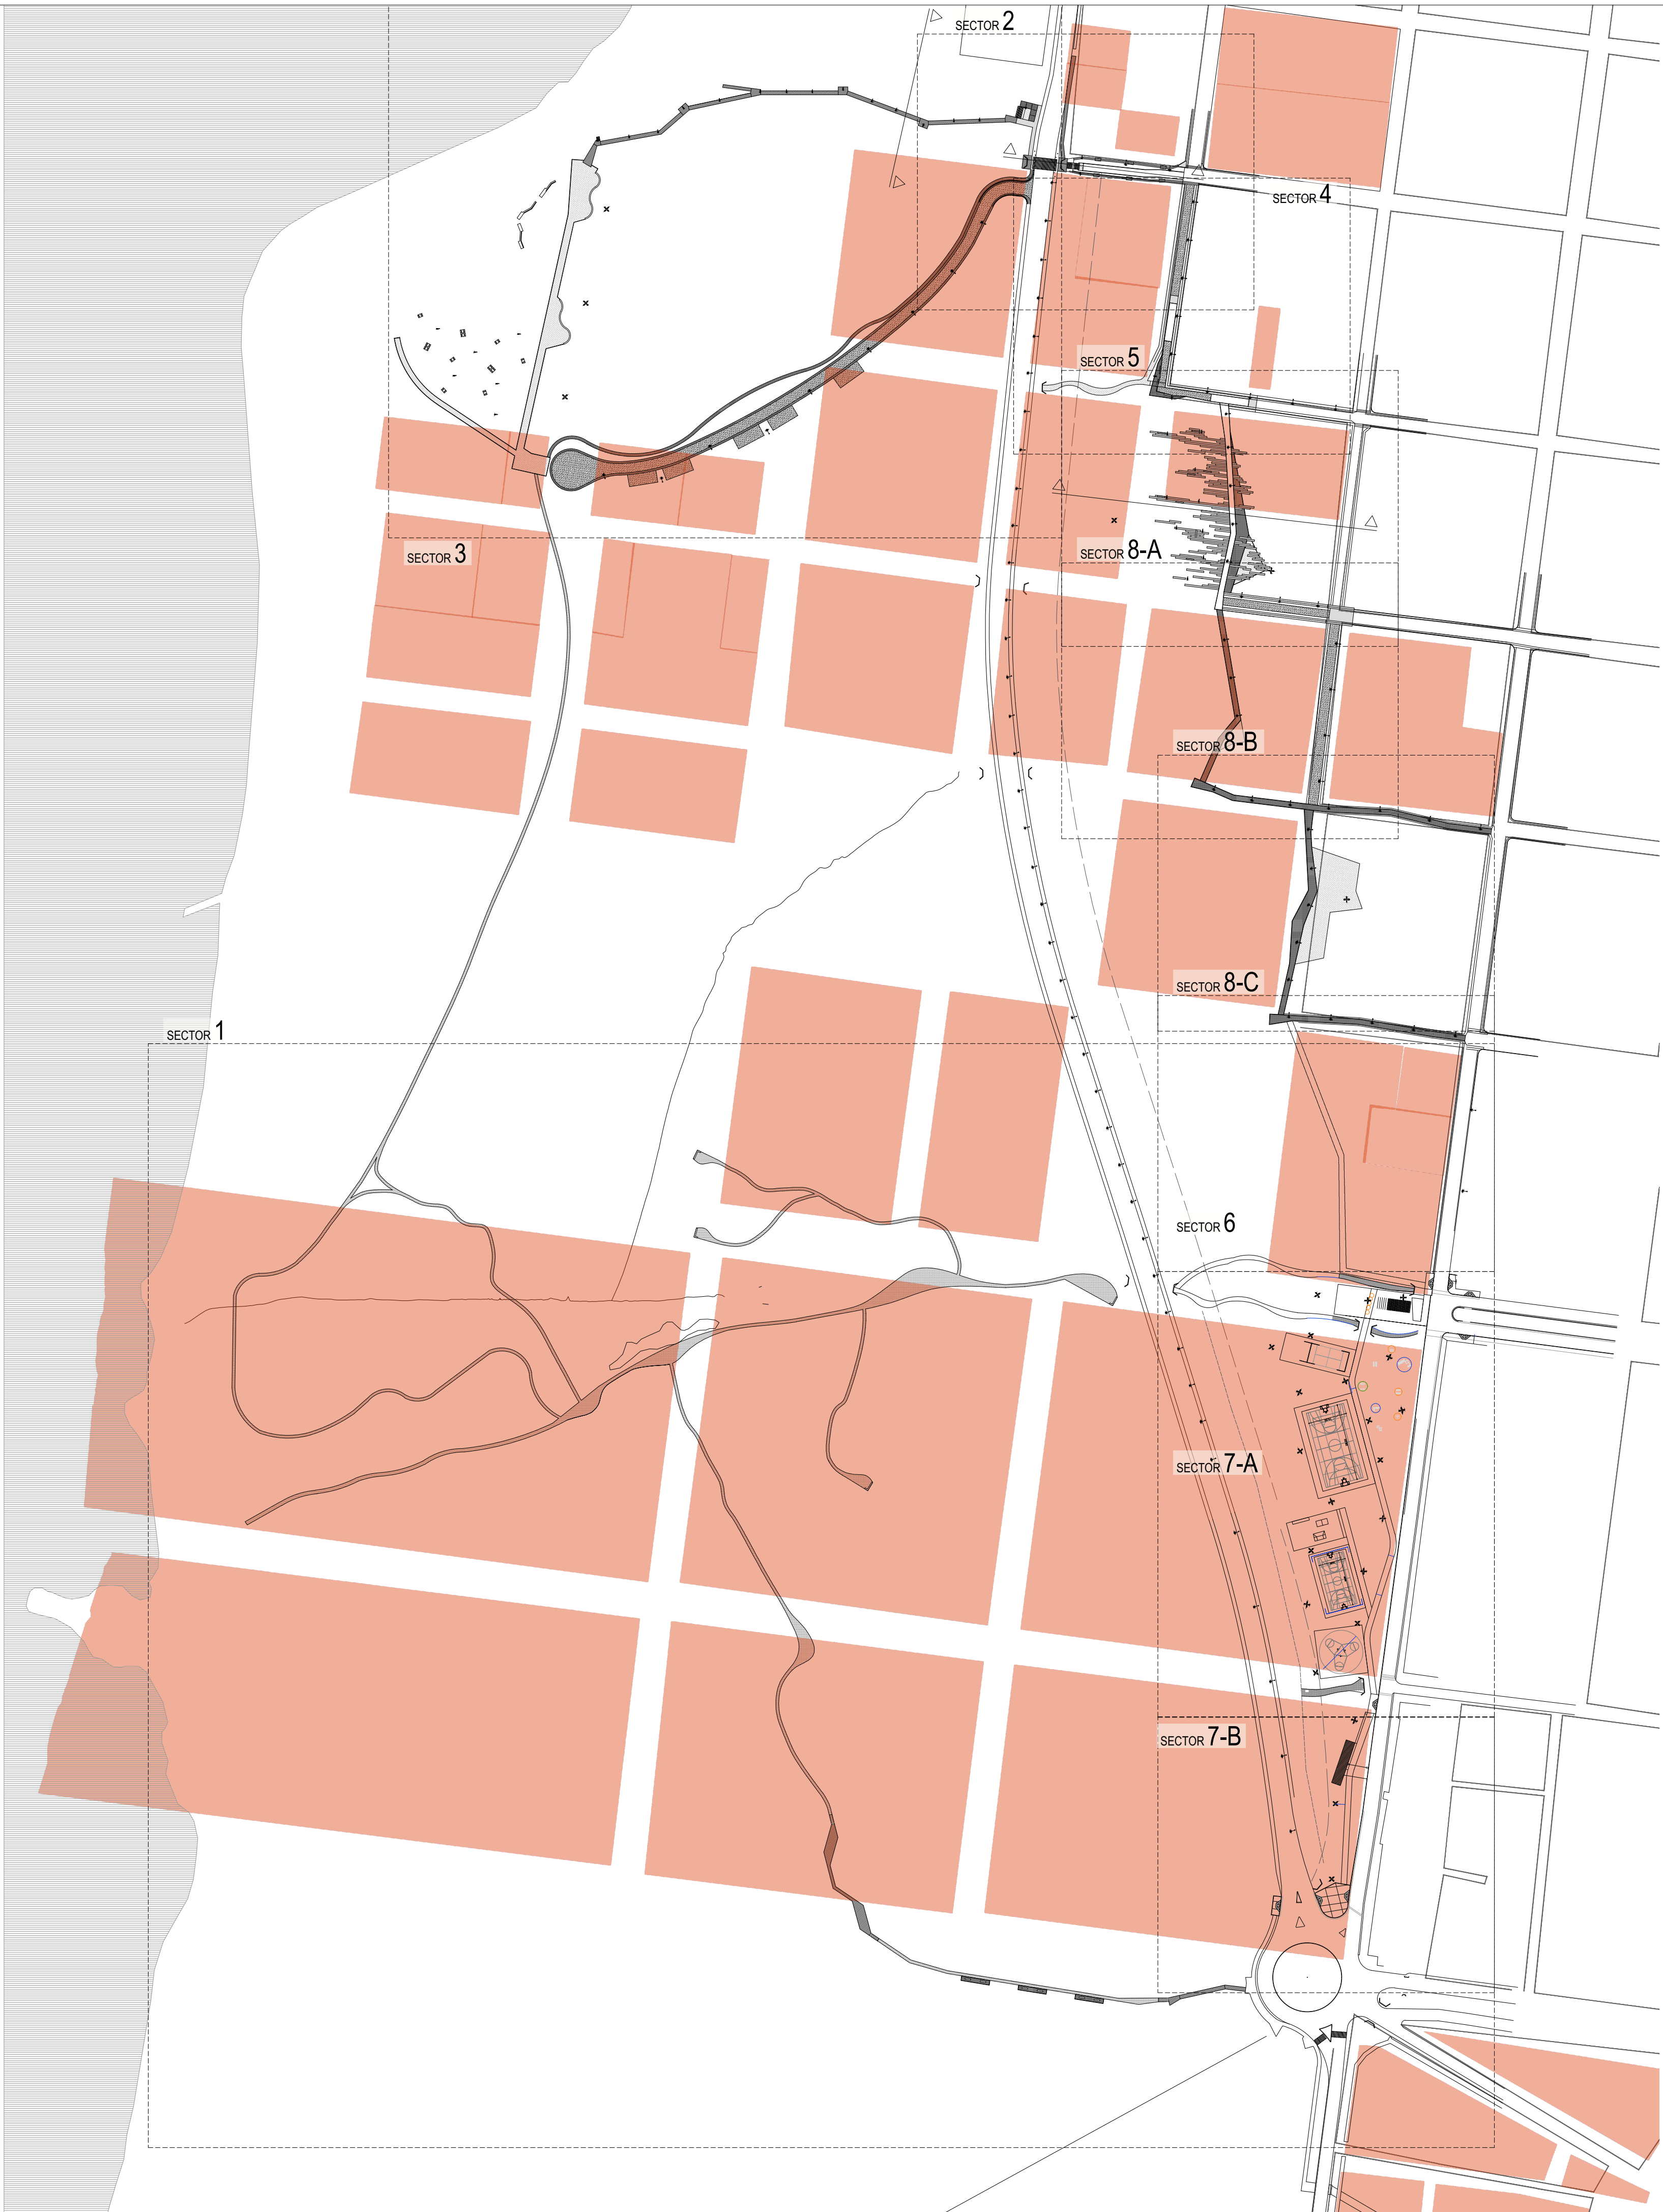 SECTOR 2
SECTOR 4
SECTOR 5
SECTOR 3
SECTOR 8-A
SECTOR 8-B
SECTOR 8-C
SECTOR 1
SECTOR 6
SECTOR 7-A
SECTOR 7-B